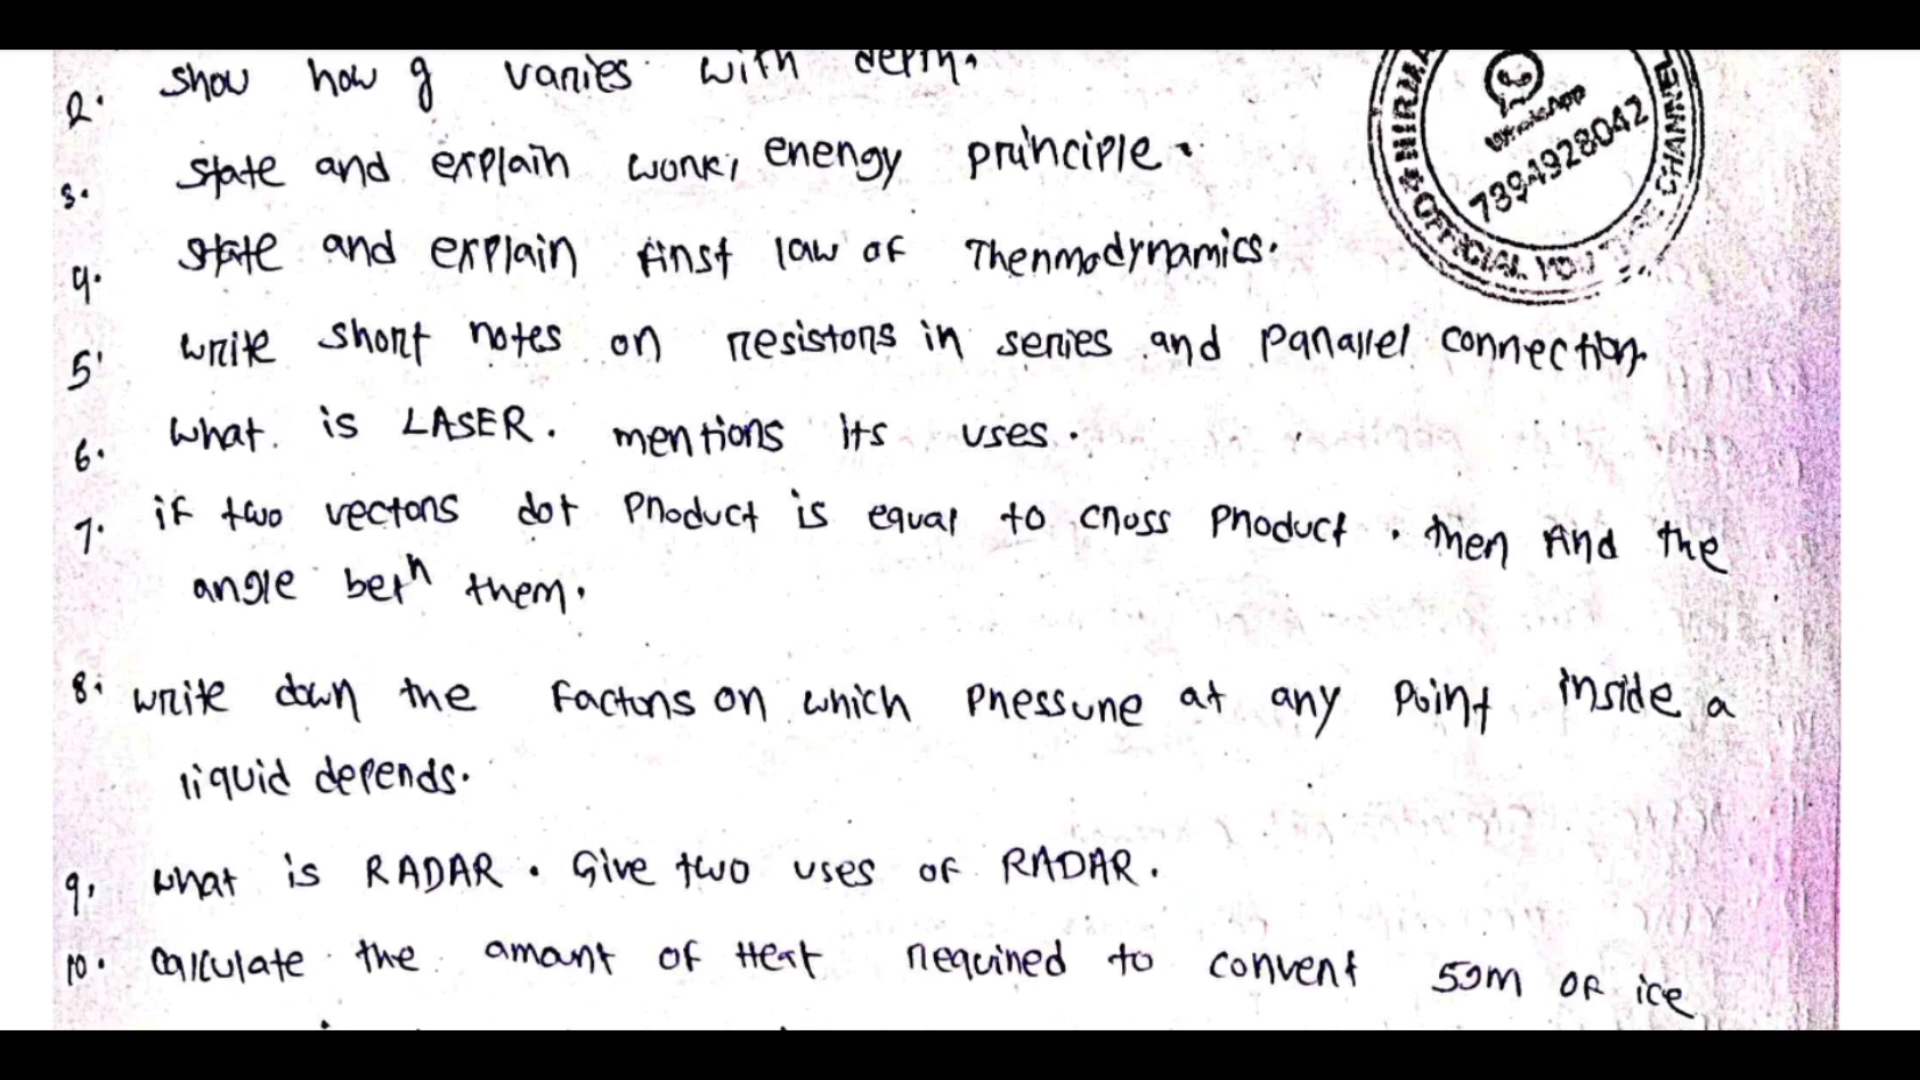 2. show how g varies with depth.
3. state and explain work, energy principle.
4. state and explain first law of Thermodynamics.
5. write short notes on resistors in series and parallel connection.
6. what is LASER. mentions its uses.
7. if two vectors dot product is equal to cross product. then find the
angle betn them.
8. write down the factors on which pressure at any point inside a
liquid depends.
9. what is RADAR. Give two uses of RADAR.
10. calculate the amount of Heat required to convert 5gm of ice
WhatsApp
7394928042
OFFICIAL CHANNEL